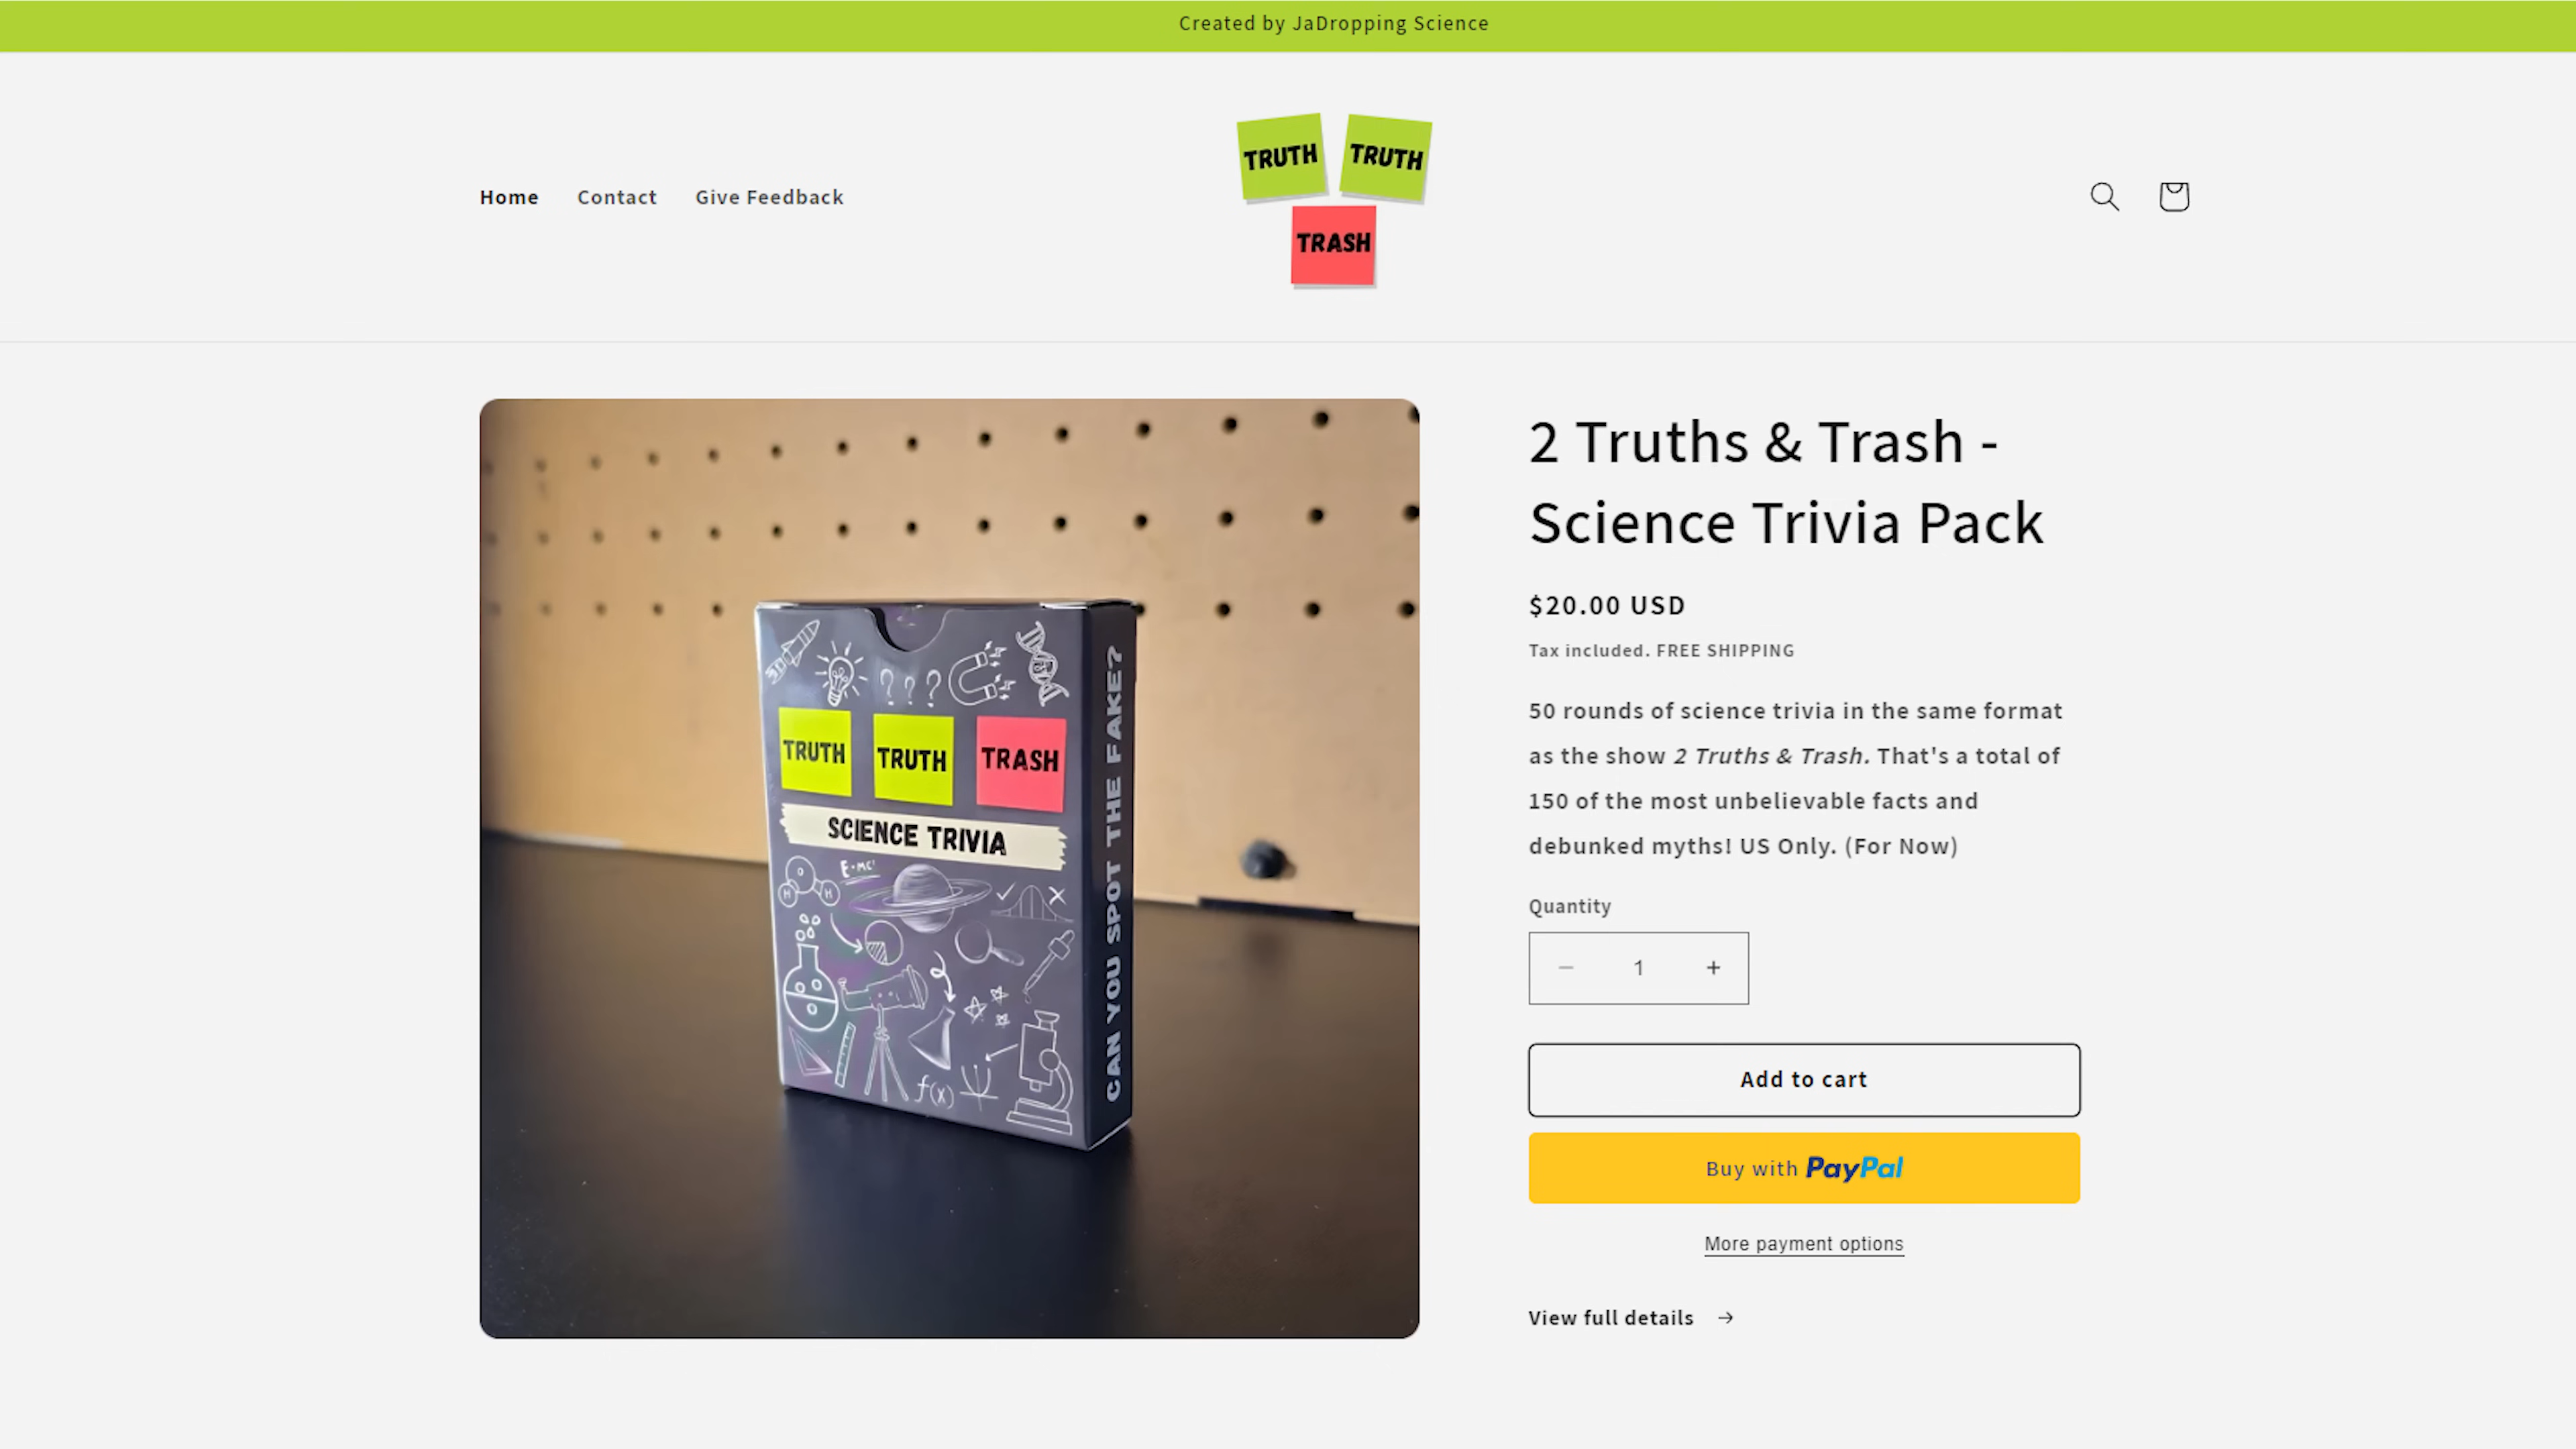 Created by JaDropping Science
Home
Contact
Give Feedback
TRUTH
TRUTH
TRASH
2 Truths & Trash -
Science Trivia Pack
$20.00 USD
Tax included. FREE SHIPPING
50 rounds of science trivia in the same format
as the show 2 Truths & Trash. That's a total of
150 of the most unbelievable facts and
debunked myths! US Only. (For Now)
Quantity
− 1 +
Add to cart
Buy with PayPal
More payment options
View full details →
? ? ?
TRUTH
TRUTH
TRASH
SCIENCE TRIVIA
O
H
H
E=MC²
f(x)
CAN YOU SPOT THE FAKE?